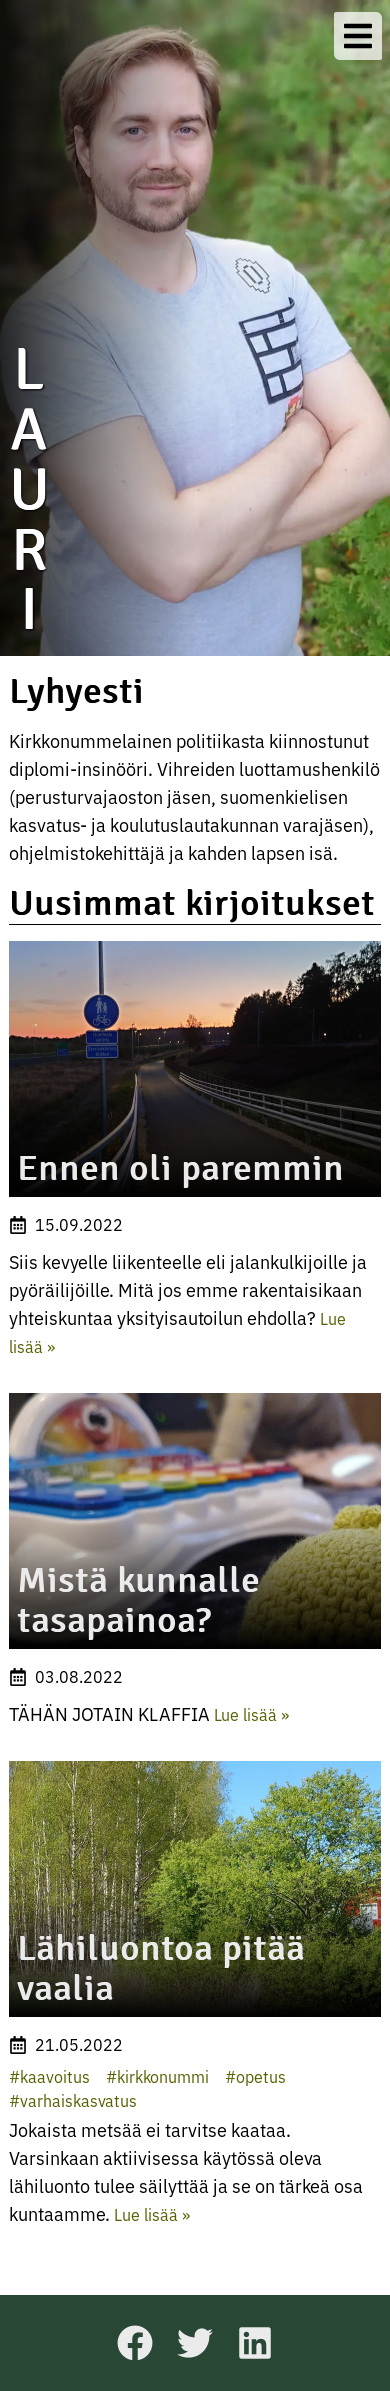 LAURI
Lyhyesti
Kirkkonummelainen politiikasta kiinnostunut
diplomi-insinööri. Vihreiden luottamushenkilö
(perusturvajaoston jäsen, suomenkielisen
kasvatus- ja koulutuslautakunnan varajäsen),
ohjelmistokehittäjä ja kahden lapsen isä.
Uusimmat kirjoitukset
Ennen oli paremmin
15.09.2022
Siis kevyelle liikenteelle eli jalankulkijoille ja
pyöräilijöille. Mitä jos emme rakentaisikaan
yhteiskuntaa yksityisautoilun ehdolla? Lue
lisää »
Mistä kunnalle
tasapainoa?
03.08.2022
TÄHÄN JOTAIN KLAFFIA Lue lisää »
Lähiluontoa pitää
vaalia
21.05.2022
#kaavoitus #kirkkonummi #opetus
#varhaiskasvatus
Jokaista metsää ei tarvitse kaataa.
Varsinkaan aktiivisessa käytössä oleva
lähiluonto tulee säilyttää ja se on tärkeä osa
kuntaamme. Lue lisää »